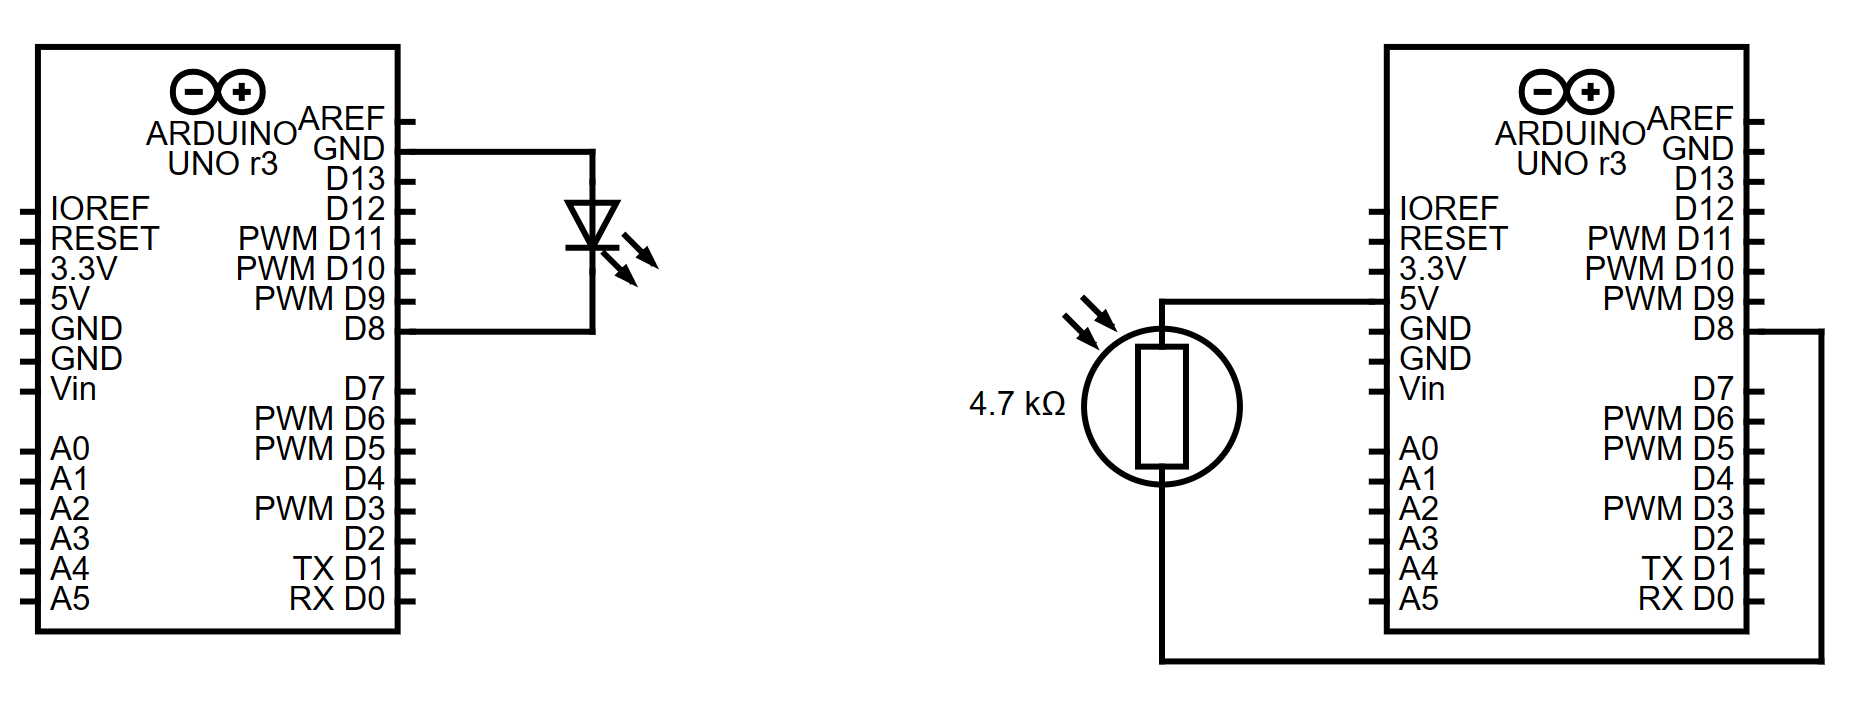 ARDUINO
UNO r3
AREF
GND
D13
D12
PWM D11
PWM D10
PWM D9
D8
D7
PWM D6
PWM D5
D4
PWM D3
D2
TX D1
RX D0
IOREF
RESET
3.3V
5V
GND
GND
Vin
A0
A1
A2
A3
A4
A5
4.7 kΩ
ARDUINO
UNO r3
AREF
GND
D13
D12
PWM D11
PWM D10
PWM D9
D8
D7
PWM D6
PWM D5
D4
PWM D3
D2
TX D1
RX D0
IOREF
RESET
3.3V
5V
GND
GND
Vin
A0
A1
A2
A3
A4
A5